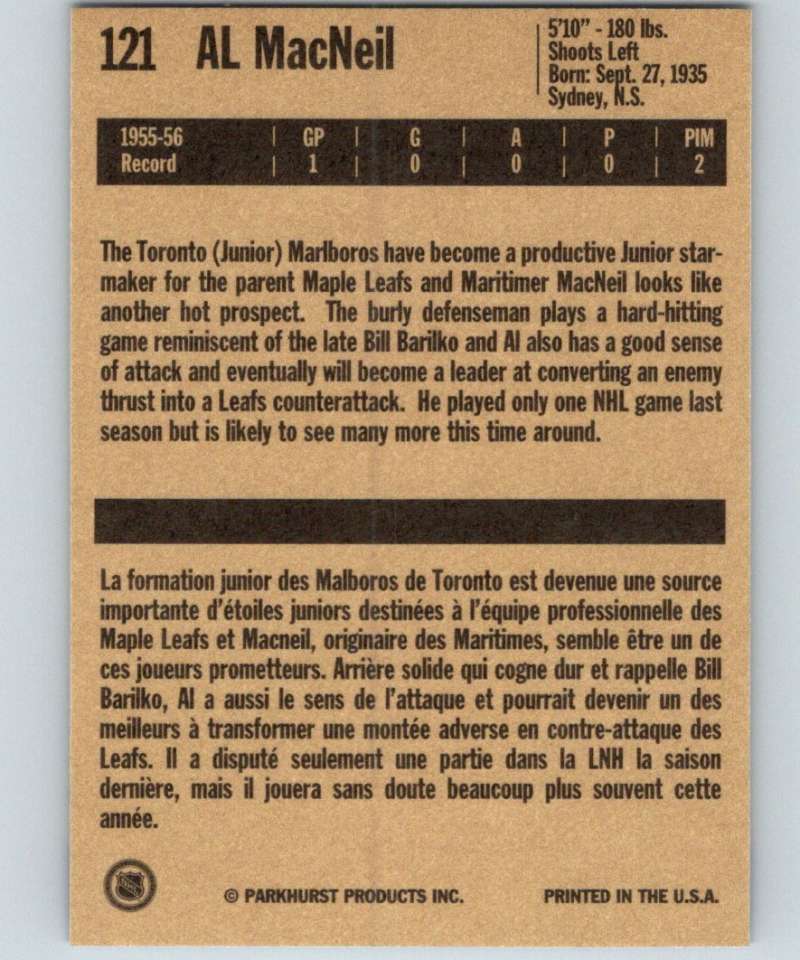 121 AL MacNeil
5'10" - 180 lbs.
Shoots Left
Born: Sept. 27, 1935
Sydney, N.S.
1955-56 | GP | G | A | P | PIM
Record | 1 | 0 | 0 | 0 | 2
The Toronto (Junior) Marlboros have become a productive Junior star-
maker for the parent Maple Leafs and Maritimer MacNeil looks like
another hot prospect. The burly defenseman plays a hard-hitting
game reminiscent of the late Bill Barilko and Al also has a good sense
of attack and eventually will become a leader at converting an enemy
thrust into a Leafs counterattack. He played only one NHL game last
season but is likely to see many more this time around.
La formation junior des Malboros de Toronto est devenue une source
importante d'étoiles juniors destinées à l'équipe professionnelle des
Maple Leafs et Macneil, originaire des Maritimes, semble être un de
ces joueurs prometteurs. Arrière solide qui cogne dur et rappelle Bill
Barilko, Al a aussi le sens de l'attaque et pourrait devenir un des
meilleurs à transformer une montée adverse en contre-attaque des
Leafs. Il a disputé seulement une partie dans la LNH la saison
dernière, mais il jouera sans doute beaucoup plus souvent cette
année.
© PARKHURST PRODUCTS INC. PRINTED IN THE U.S.A.